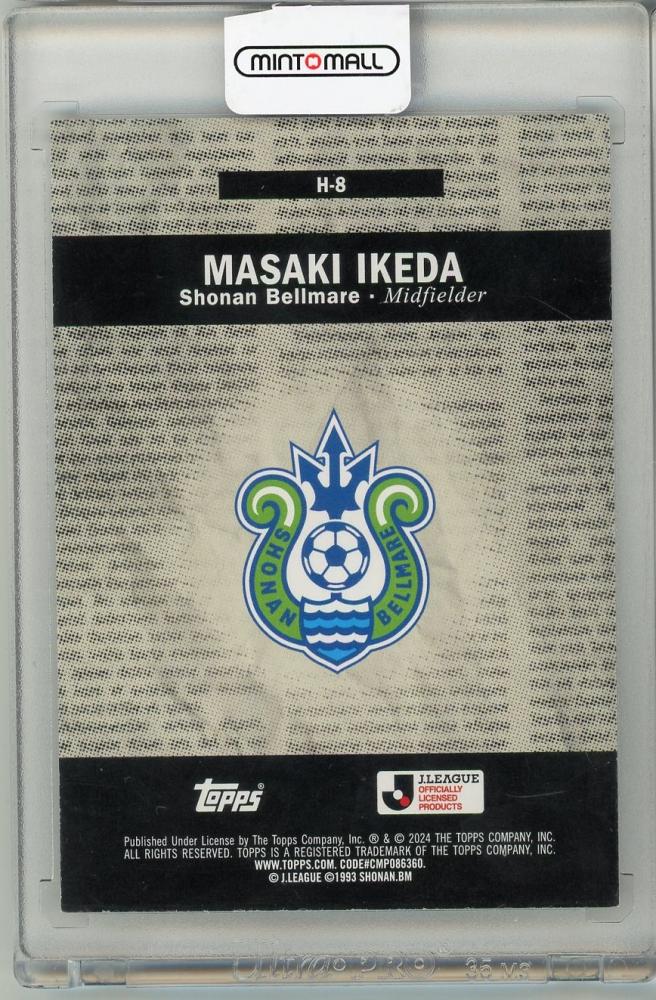 MINTOMALL
H-8
MASAKI IKEDA
Shonan Bellmare · Midfielder
SHONAN BELLMARE
topps®
J.LEAGUE
OFFICIALLY
LICENSED
PRODUCTS
Published Under License by The Topps Company, Inc. ® & © 2024 THE TOPPS COMPANY, INC.
ALL RIGHTS RESERVED. TOPPS IS A REGISTERED TRADEMARK OF THE TOPPS COMPANY, INC.
WWW.TOPPS.COM. CODE#CMP086360.
© J.LEAGUE ©1993 SHONAN.BM
Ultra PRO® 35 MS